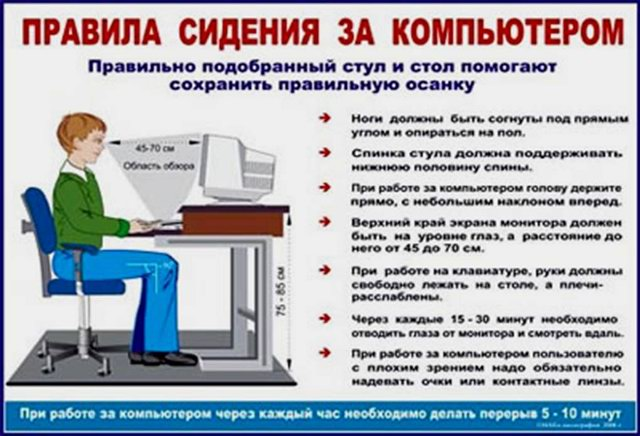 ПРАВИЛА СИДЕНИЯ ЗА КОМПЬЮТЕРОМ
Правильно подобранный стул и стол помогают
сохранить правильную осанку
45-70 см
Область обзора
75 - 85 см
Ноги должны быть согнуты под прямым
углом и опираться на пол.
Спинка стула должна поддерживать
нижнюю половину спины.
При работе за компьютером голову держите
прямо, с небольшим наклоном вперед.
Верхний край экрана монитора должен
быть на уровне глаз, а расстояние до
него от 45 до 70 см.
При работе на клавиатуре, руки должны
свободно лежать на столе, а плечи-
расслаблены.
Через каждые 15 - 30 минут необходимо
отводить глаза от монитора и смотреть вдаль.
При работе за компьютером пользователю
с плохим зрением надо обязательно
надевать очки или контактные линзы.
При работе за компьютером через каждый час необходимо делать перерыв 5 - 10 минут